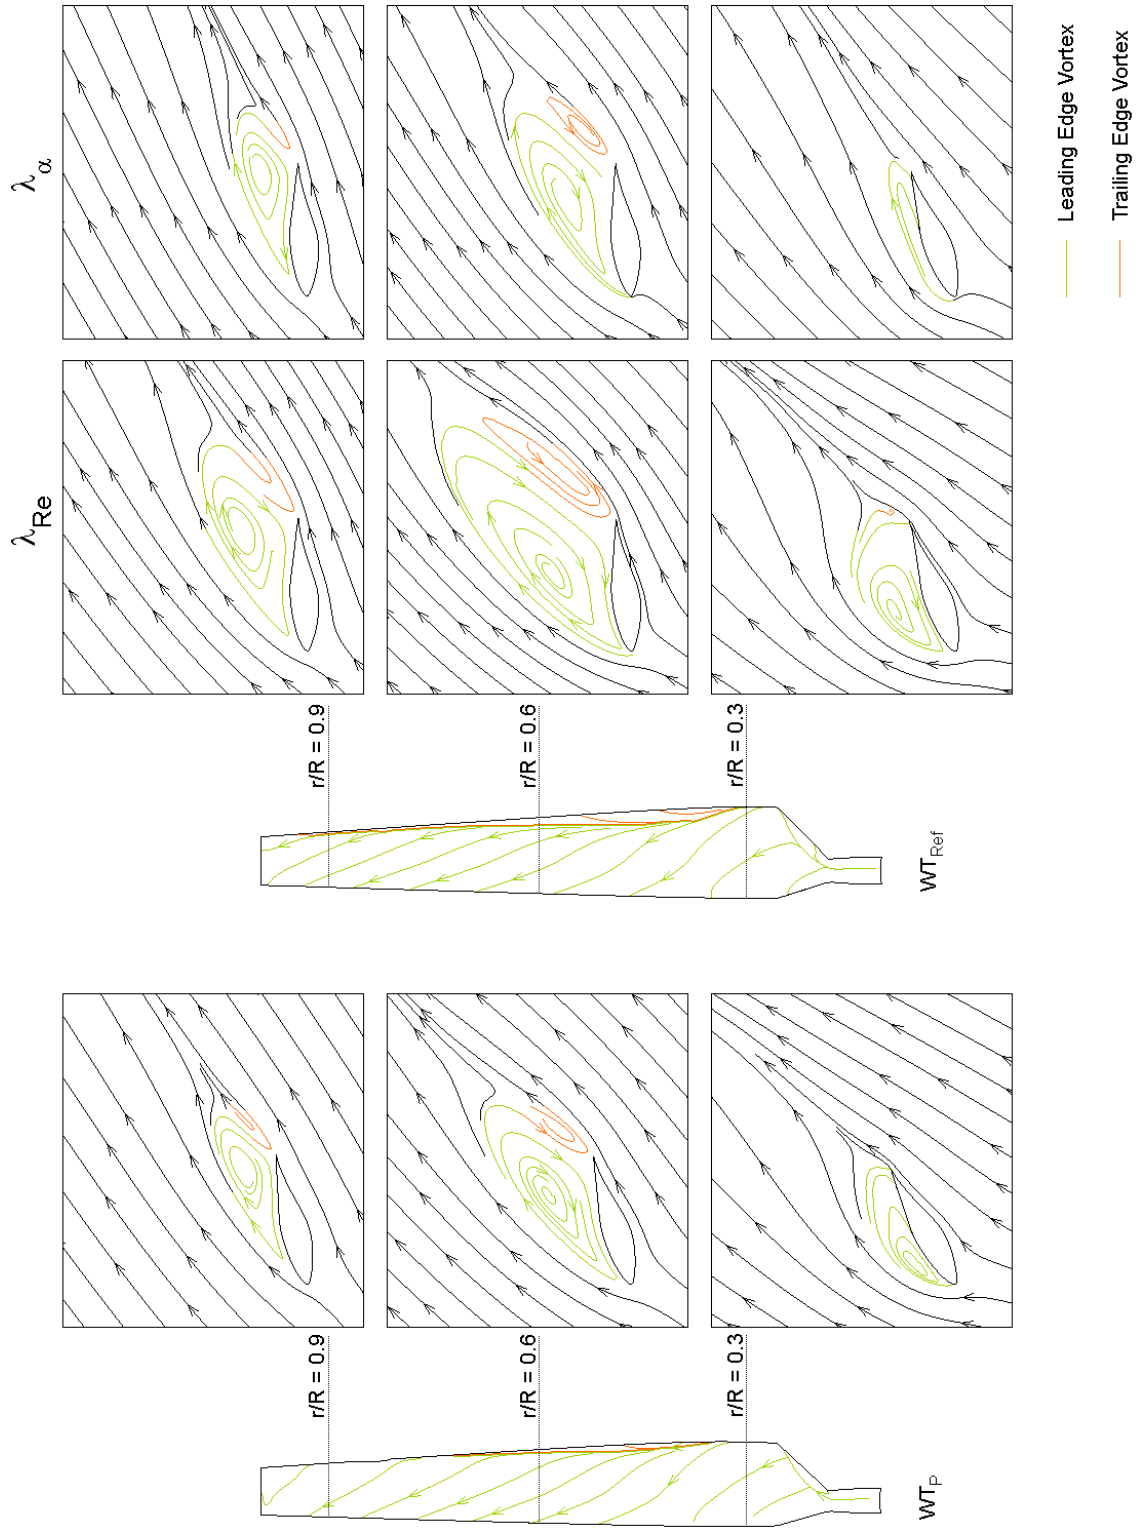 λα
λRe
r/R = 0.9
r/R = 0.6
r/R = 0.3
WTRef
r/R = 0.9
r/R = 0.6
r/R = 0.3
WTP
Leading Edge Vortex
Trailing Edge Vortex